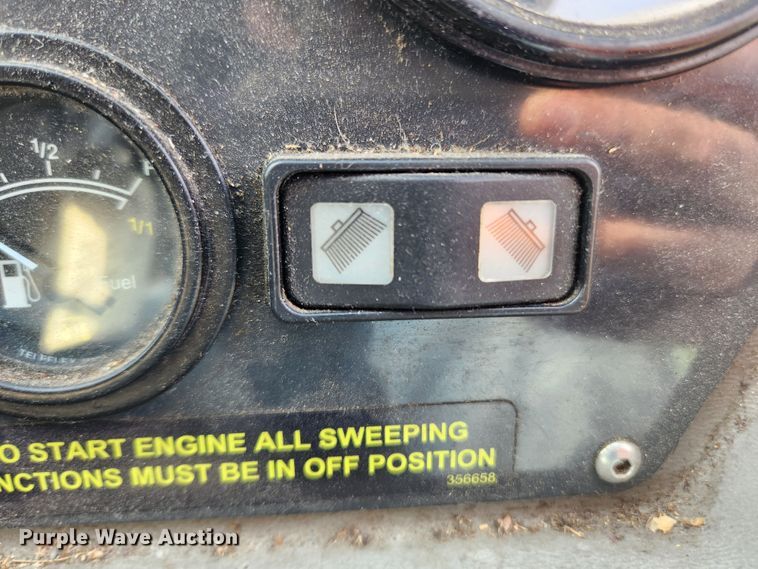 1/2
F
1/1
Fuel
O START ENGINE ALL SWEEPING
NCTIONS MUST BE IN OFF POSITION
356658
Purple Wave Auction